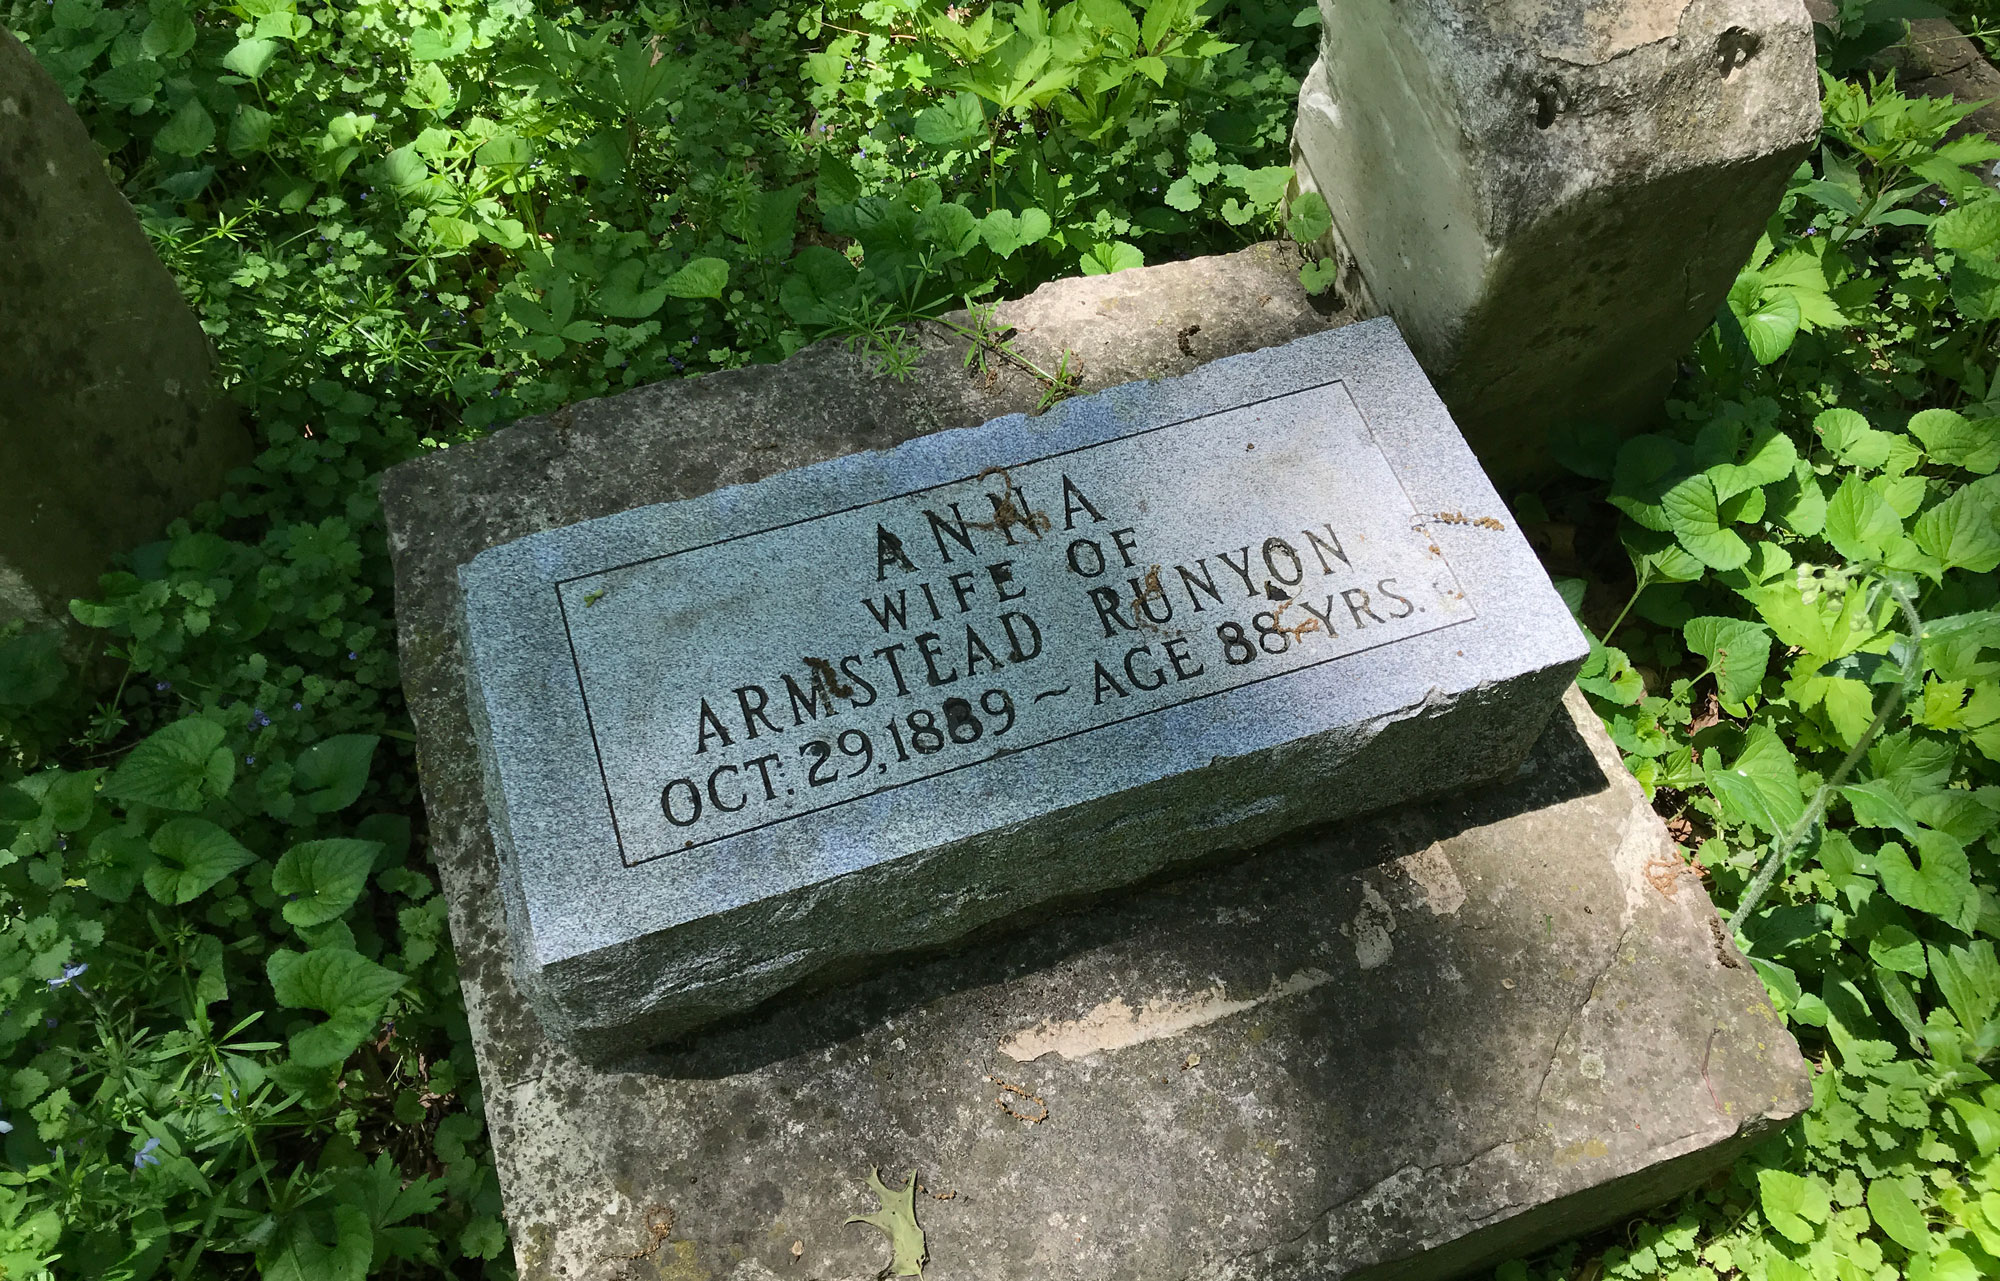 ANNA
WIFE OF
ARMSTEAD RUNYON
OCT. 29, 1889 ~ AGE 88 YRS.